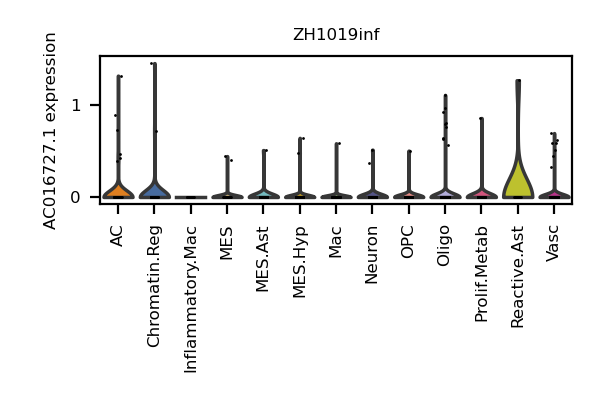 ZH1019inf
AC016727.1 expression
1
0
AC
Chromatin.Reg
Inflammatory.Mac
MES
MES.Ast
MES.Hyp
Mac
Neuron
OPC
Oligo
Prolif.Metab
Reactive.Ast
Vasc